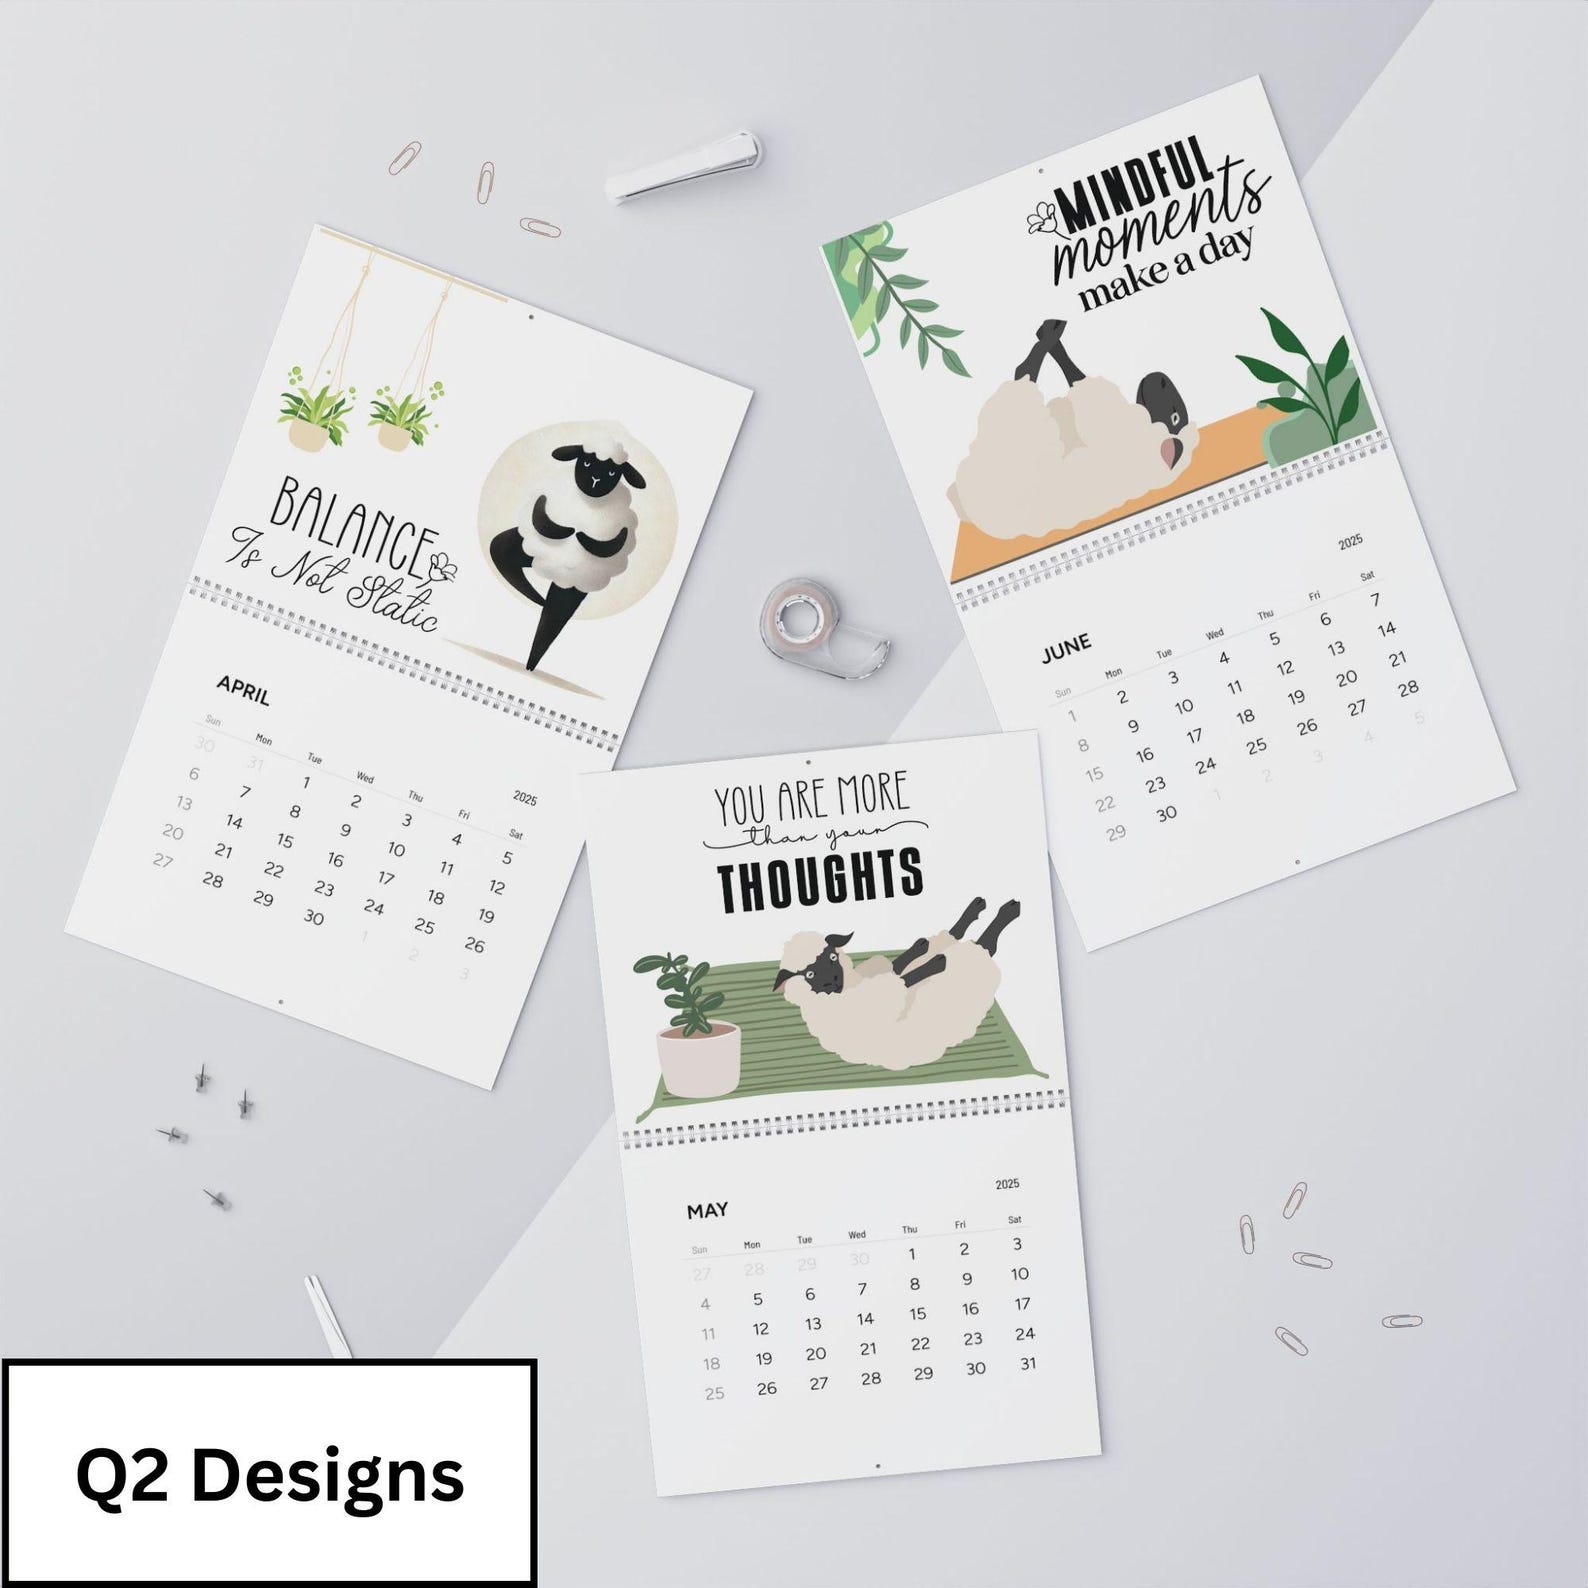 BALANCE
Is Not Static
APRIL
2025
Sun Mon Tue Wed Thu Fri Sat
30 31 1 2 3 4 5
6 7 8 9 10 11 12
13 14 15 16 17 18 19
20 21 22 23 24 25 26
27 28 29 30 1 2 3
MINDFUL
moments
make a day
JUNE
2025
Sun Mon Tue Wed Thu Fri Sat
1 2 3 4 5 6 7
8 9 10 11 12 13 14
15 16 17 18 19 20 21
22 23 24 25 26 27 28
29 30 1 2 3 4 5
YOU ARE MORE
than your
THOUGHTS
MAY
2025
Sun Mon Tue Wed Thu Fri Sat
27 28 29 30 1 2 3
4 5 6 7 8 9 10
11 12 13 14 15 16 17
18 19 20 21 22 23 24
25 26 27 28 29 30 31
Q2 Designs